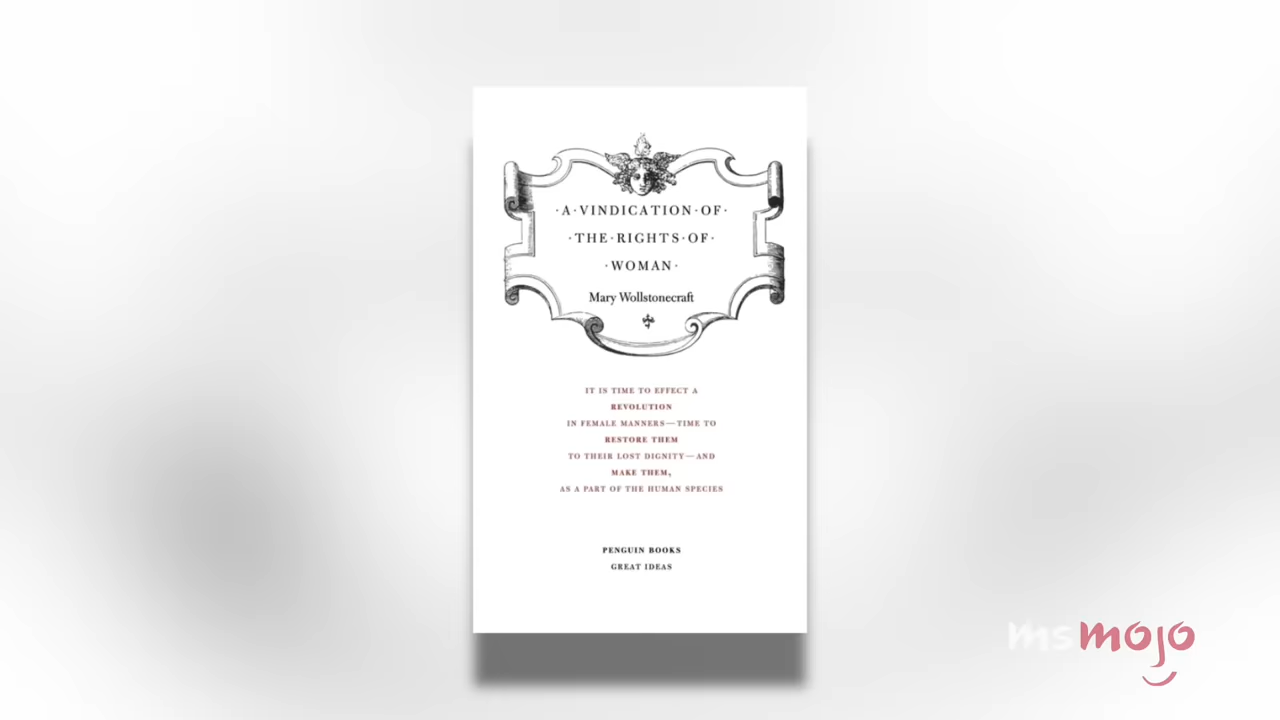 ·A·VINDICATION·OF·
·THE·RIGHTS·OF·
·WOMAN·
Mary Wollstonecraft
IT IS TIME TO EFFECT A
REVOLUTION
IN FEMALE MANNERS—TIME TO
RESTORE THEM
TO THEIR LOST DIGNITY—AND
MAKE THEM,
AS A PART OF THE HUMAN SPECIES
PENGUIN BOOKS
GREAT IDEAS
msmojo